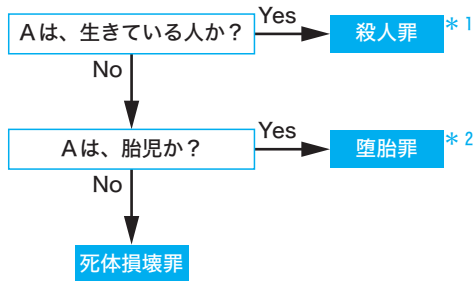 Aは、生きている人か？ Yes 殺人罪 ＊1
No
Aは、胎児か？ Yes 堕胎罪 ＊2
No
死体損壊罪